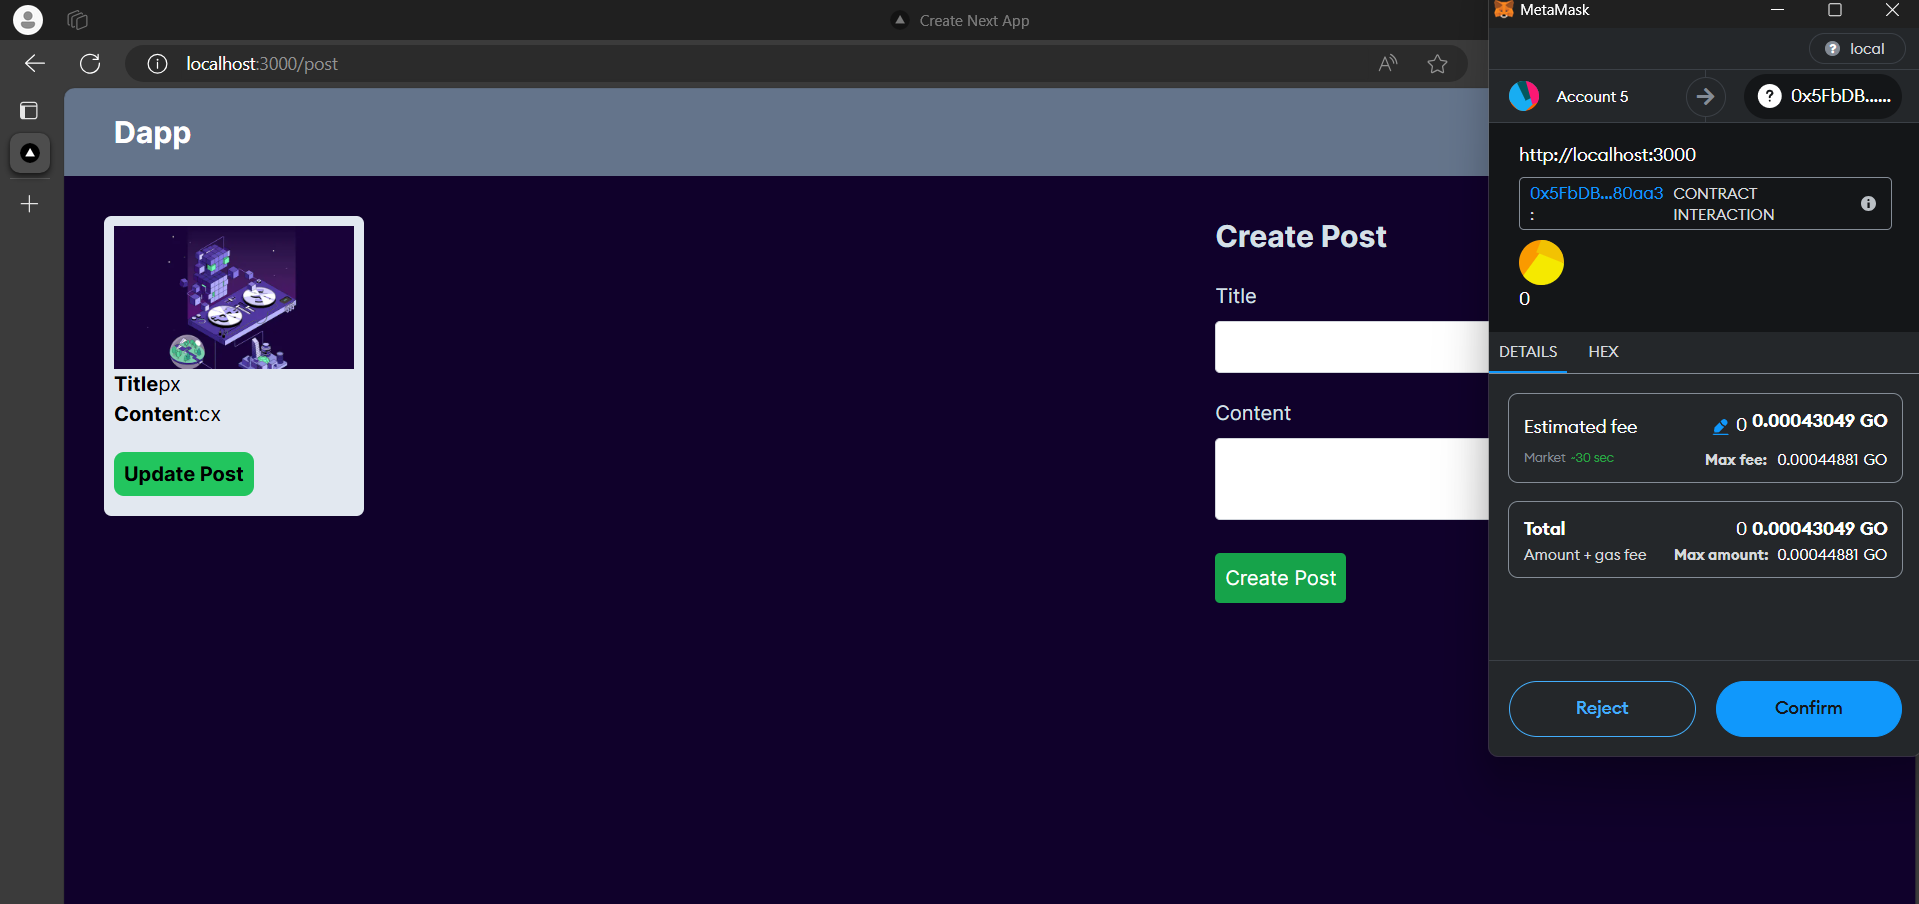 Create Next App
localhost:3000/post
Dapp
Titlepx
Content:cx
Update Post
Create Post
Title
Content
Create Post
MetaMask
local
Account 5
0x5FbDB......
http://localhost:3000
0x5FbDB...80aa3 CONTRACT
: INTERACTION
0
DETAILS HEX
Estimated fee 0 0.00043049 GO
Market ~30 sec Max fee: 0.00044881 GO
Total 0 0.00043049 GO
Amount + gas fee Max amount: 0.00044881 GO
Reject Confirm